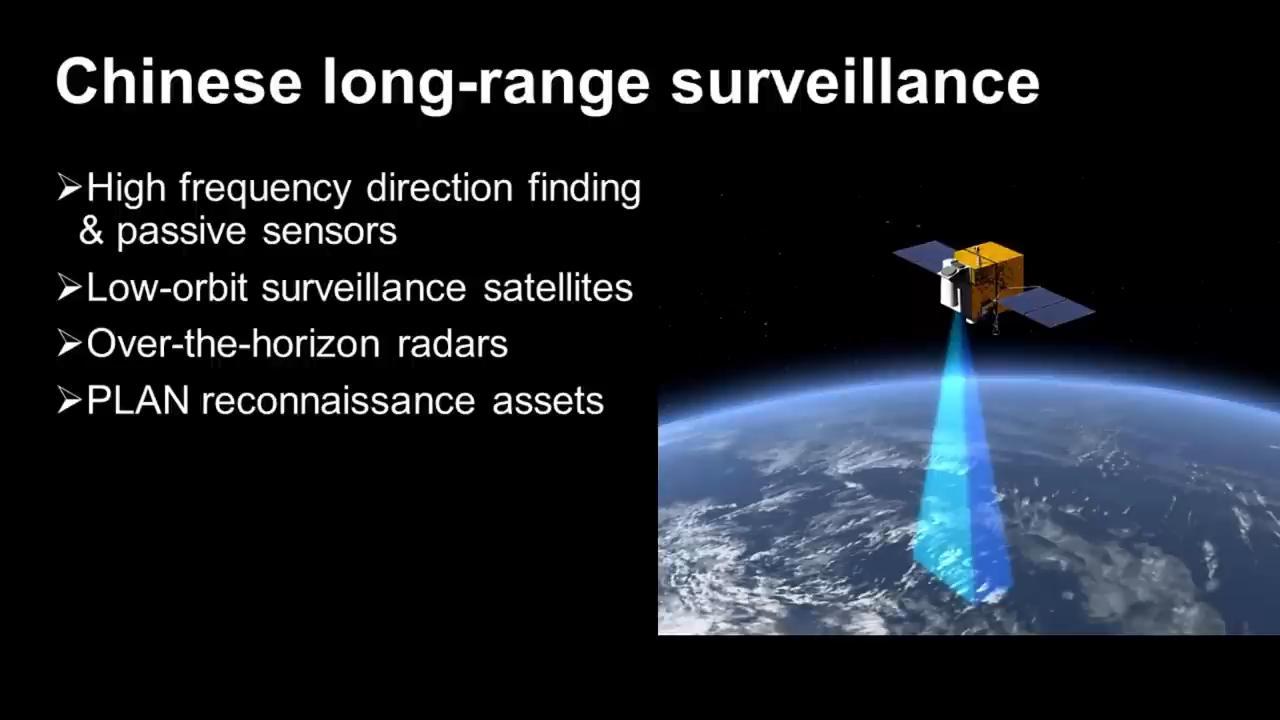 Chinese long-range surveillance
➢High frequency direction finding
& passive sensors
➢Low-orbit surveillance satellites
➢Over-the-horizon radars
➢PLAN reconnaissance assets